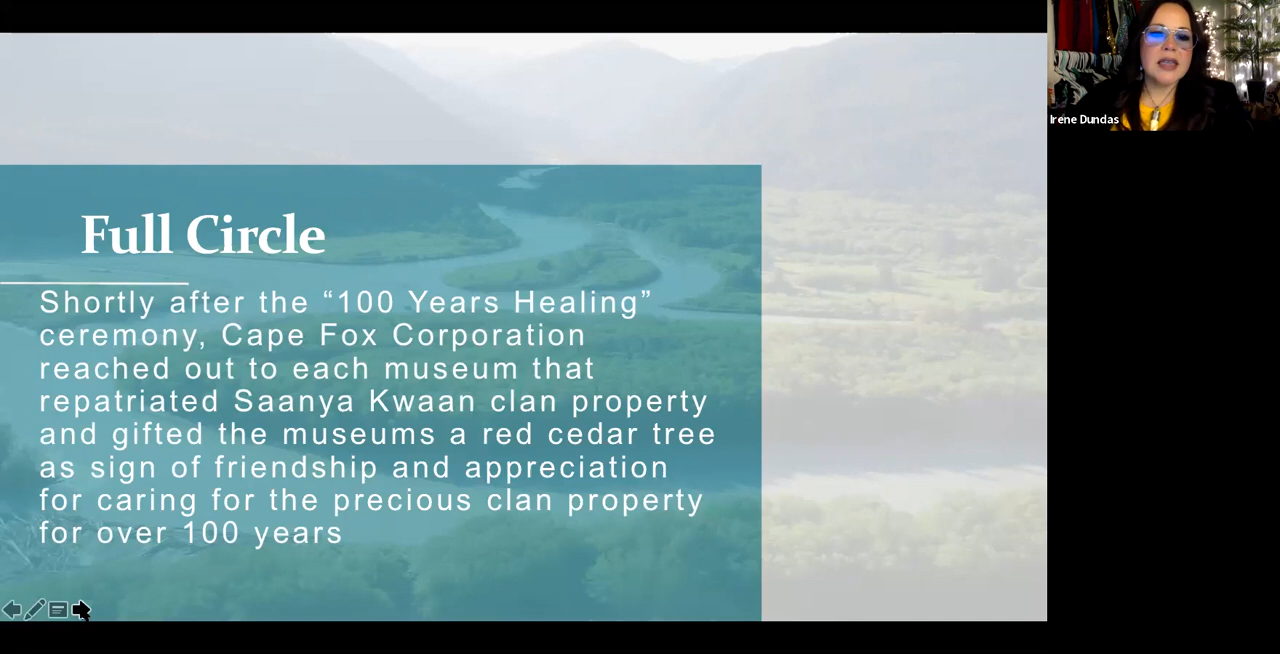 Full Circle
Shortly after the “100 Years Healing”
ceremony, Cape Fox Corporation
reached out to each museum that
repatriated Saanya Kwaan clan property
and gifted the museums a red cedar tree
as sign of friendship and appreciation
for caring for the precious clan property
for over 100 years
Irene Dundas